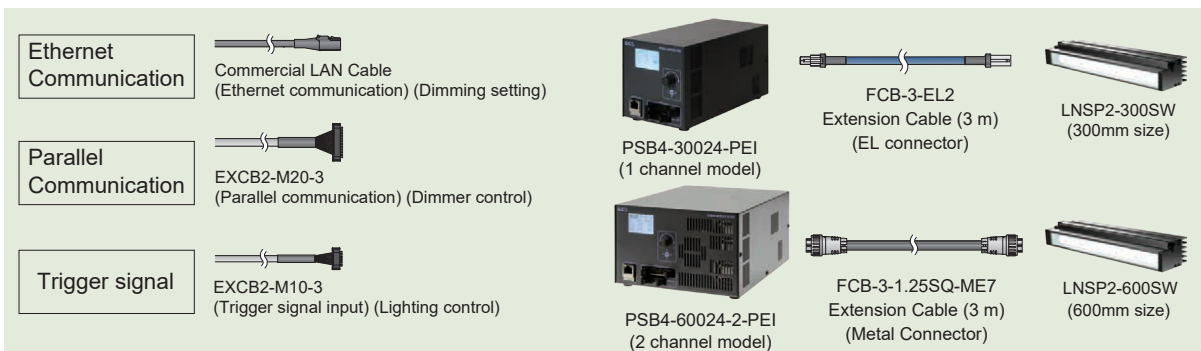 Ethernet
Communication
Commercial LAN Cable
(Ethernet communication) (Dimming setting)
Parallel
Communication
EXCB2-M20-3
(Parallel communication) (Dimmer control)
Trigger signal
EXCB2-M10-3
(Trigger signal input) (Lighting control)
PSB4-30024-PEI
(1 channel model)
PSB4-60024-2-PEI
(2 channel model)
FCB-3-EL2
Extension Cable (3 m)
(EL connector)
FCB-3-1.25SQ-ME7
Extension Cable (3 m)
(Metal Connector)
LNSP2-300SW
(300mm size)
LNSP2-600SW
(600mm size)